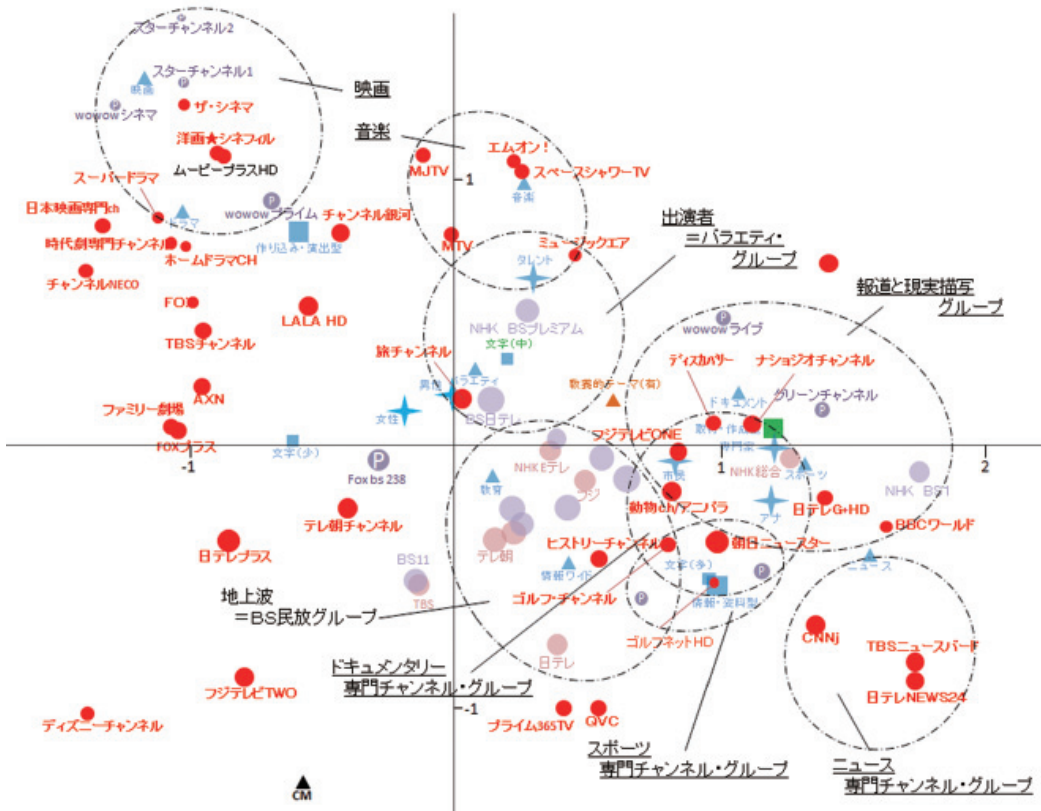 スターチャンネル2
スターチャンネル1
映画
wowowシネマ
ザ・シネマ
洋画★シネフィル
ムービープラスHD
映画
音楽
MJTV
エムオン！
スペースシャワーTV
音楽
スーパードラマ
日本映画専門ch
ドラマ
wowowプライム
チャンネル銀河
時代劇専門チャンネル
作り込み・演出型
ホームドラマCH
MTV
ミュージックエア
タレント
チャンネルNECO
出演者
＝バラエティ・
グループ
報道と現実描写
グループ
FOX
LALA HD
TBSチャンネル
NHK BSプレミアム
文字(中)
wowowライブ
旅チャンネル
ディスカバリー
ナショジオチャンネル
男性
バラエティ
教養的テーマ(有)
ドキュメント
グリーンチャンネル
AXN
女性
BS日テレ
ファミリー劇場
FOXプラス
フジテレビONE
専門家
1
-1
1
2
-1
文字(少)
P
Fox bs 238
NHKEテレ
教育
フジ
市民
NHK総合
スポーツ
NHK BS1
動物ch/アニパラ
アナ
日テレG+HD
BBCワールド
テレ朝チャンネル
日テレプラス
テレ朝
ヒストリーチャンネル
朝日ニュースター
BS11
TBS
情報ワイド
文字(多)
ニュース
地上波
＝BS民放グループ
ゴルフ・チャンネル
情報・資料型
ゴルフネットHD
CNNj
TBSニュースバード
日テレNEWS24
日テレ
ドキュメンタリー
専門チャンネル・グループ
フジテレビTWO
ディズニーチャンネル
プライム365TV
QVC
スポーツ
専門チャンネル・グループ
ニュース
専門チャンネル・グループ
CM